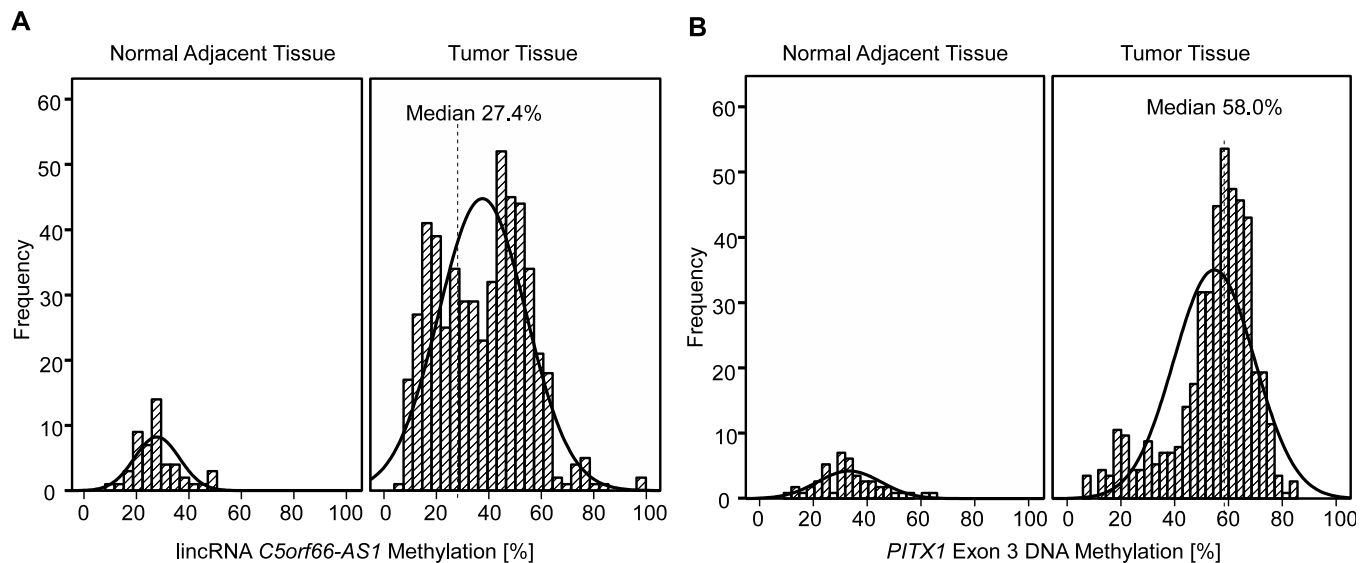 A
Normal Adjacent Tissue
Tumor Tissue
Median 27.4%
Frequency
60
50
40
30
20
10
0
0 20 40 60 80 100
0 20 40 60 80 100
lincRNA C5orf66-AS1 Methylation [%]
B
Normal Adjacent Tissue
Tumor Tissue
Median 58.0%
Frequency
60
50
40
30
20
10
0
0 20 40 60 80 100
0 20 40 60 80 100
PITX1 Exon 3 DNA Methylation [%]